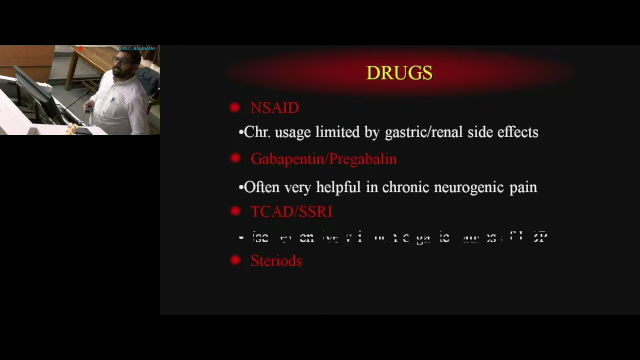 DRUGS
NSAID
•Chr. usage limited by gastric/renal side effects
Gabapentin/Pregabalin
•Often very helpful in chronic neurogenic pain
TCAD/SSRI
Steriods